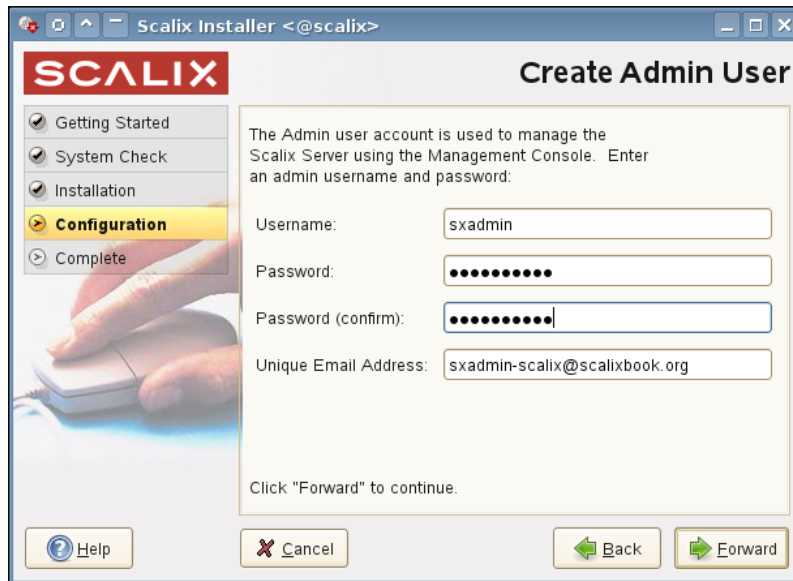 Scalix Installer <@scalix>
SCALIX
Create Admin User
Getting Started
System Check
Installation
Configuration
Complete
The Admin user account is used to manage the
Scalix Server using the Management Console. Enter
an admin username and password:
Username:
sxadmin
Password:
●●●●●●●●●●
Password (confirm):
●●●●●●●●●●
Unique Email Address:
sxadmin-scalix@scalixbook.org
Click "Forward" to continue.
Help
Cancel
Back
Forward